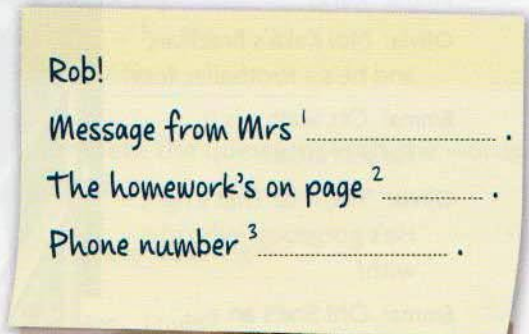 Rob!
Message from Mrs ¹.................... .
The homework's on page ².......... .
Phone number ³.................... .